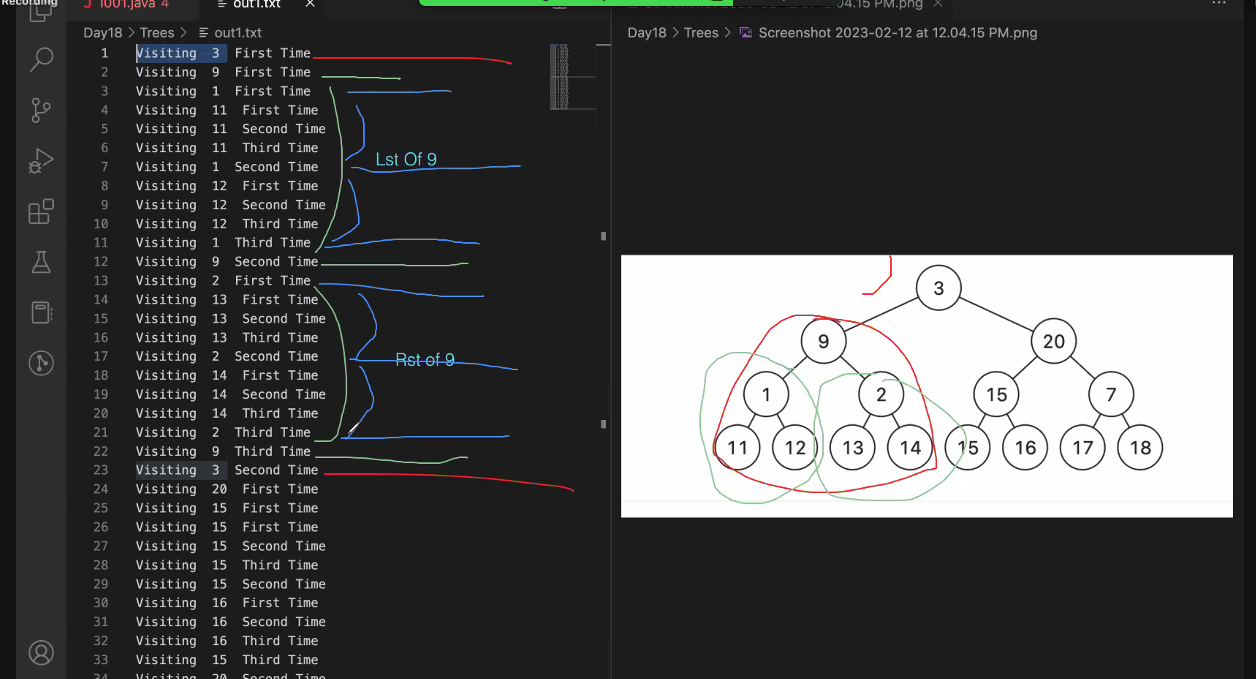 Recording
J 1001.java 4
out1.txt ×
Day18 > Trees > out1.txt
1 Visiting 3 First Time
2 Visiting 9 First Time
3 Visiting 1 First Time
4 Visiting 11 First Time
5 Visiting 11 Second Time
6 Visiting 11 Third Time
7 Visiting 1 Second Time
8 Visiting 12 First Time
9 Visiting 12 Second Time
10 Visiting 12 Third Time
11 Visiting 1 Third Time
12 Visiting 9 Second Time
13 Visiting 2 First Time
14 Visiting 13 First Time
15 Visiting 13 Second Time
16 Visiting 13 Third Time
17 Visiting 2 Second Time
18 Visiting 14 First Time
19 Visiting 14 Second Time
20 Visiting 14 Third Time
21 Visiting 2 Third Time
22 Visiting 9 Third Time
23 Visiting 3 Second Time
24 Visiting 20 First Time
25 Visiting 15 First Time
26 Visiting 15 First Time
27 Visiting 15 Second Time
28 Visiting 15 Third Time
29 Visiting 15 Second Time
30 Visiting 16 First Time
31 Visiting 16 Second Time
32 Visiting 16 Third Time
33 Visiting 15 Third Time
34 Visiting 20 Second Time
Lst Of 9
Rst of 9
04.15 PM.png ×
Day18 > Trees > Screenshot 2023-02-12 at 12.04.15 PM.png
3
9 20
1 2 15 7
11 12 13 14 15 16 17 18